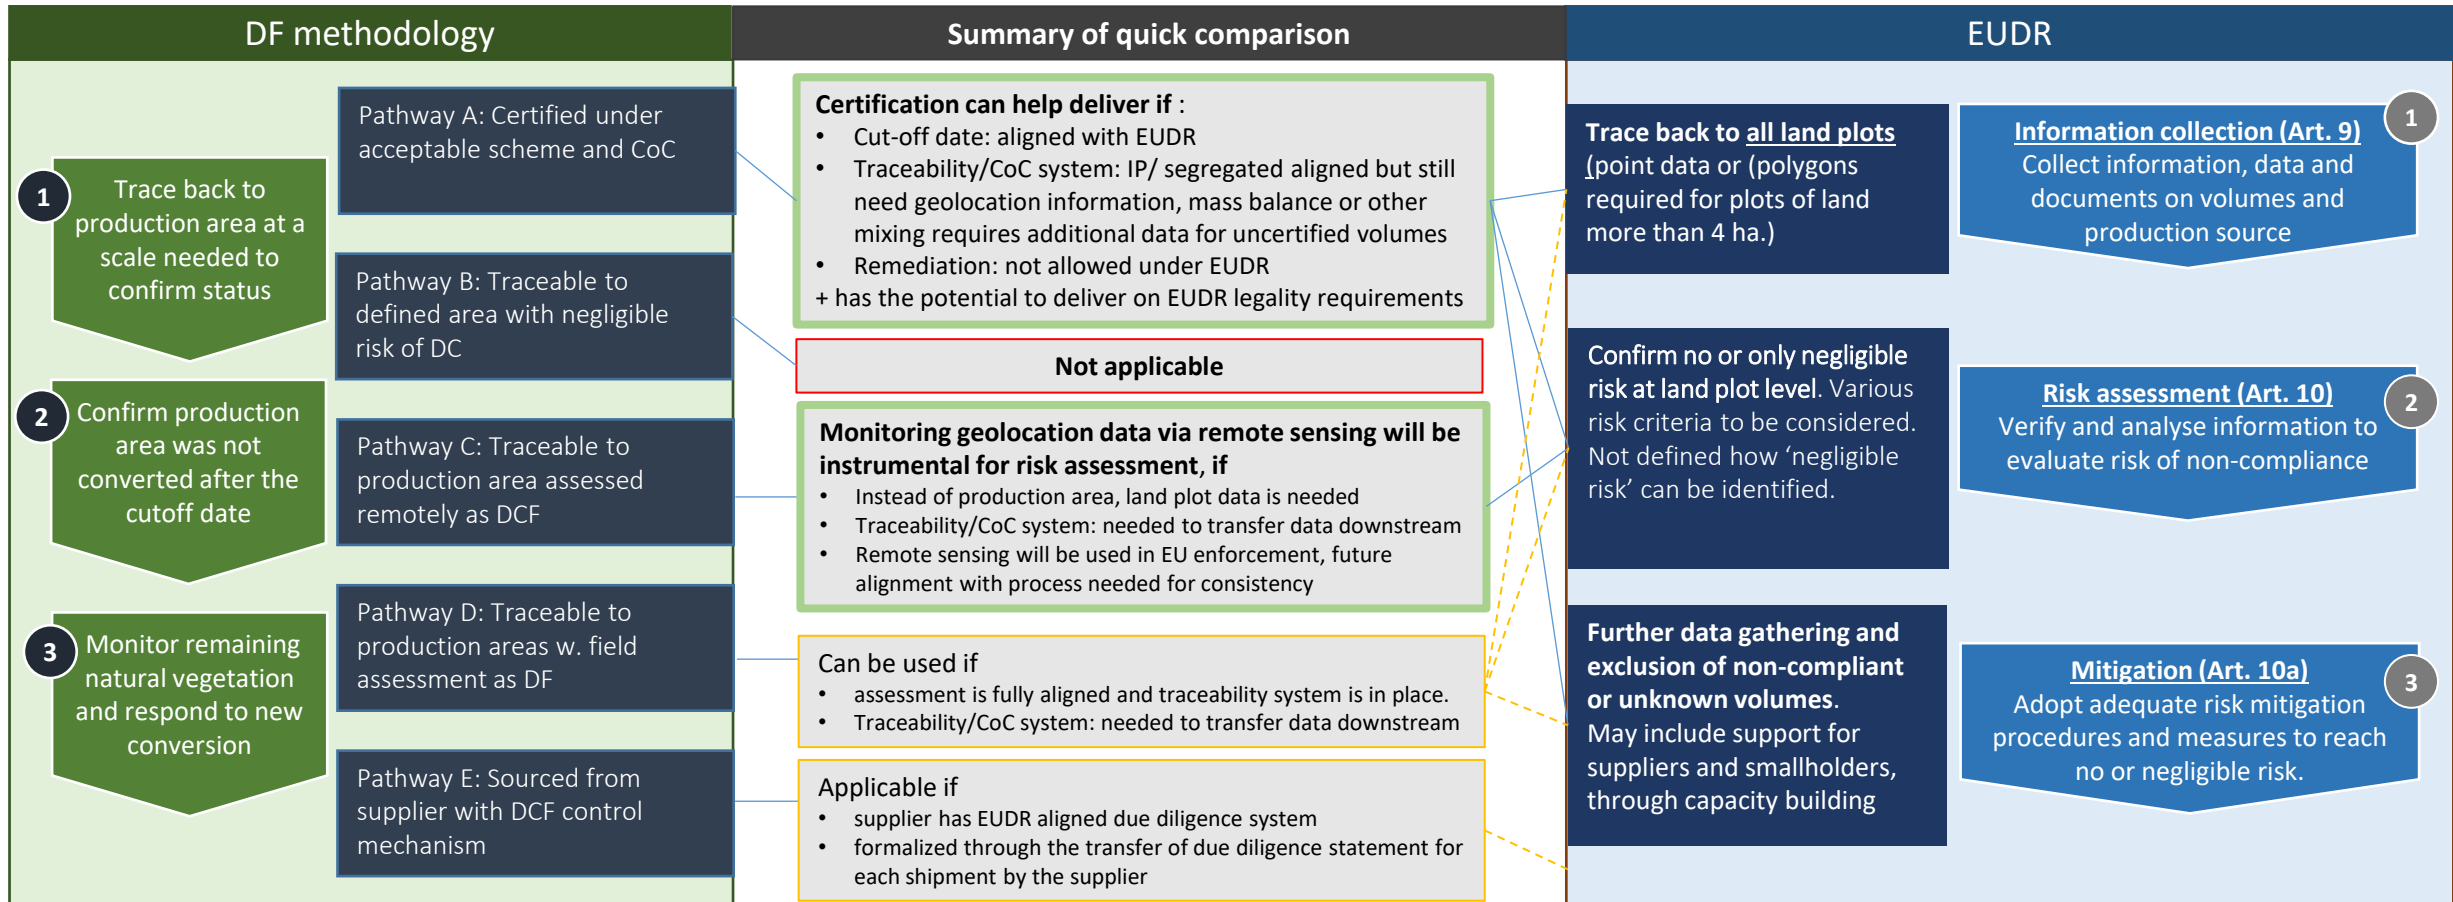 DF methodology
1
Trace back to
production area at a
scale needed to
confirm status
2
Confirm production
area was not
converted after the
cutoff date
3
Monitor remaining
natural vegetation
and respond to new
conversion
Pathway A: Certified under
acceptable scheme and CoC
Pathway B: Traceable to
defined area with negligible
risk of DC
Pathway C: Traceable to
production area assessed
remotely as DCF
Pathway D: Traceable to
production areas w. field
assessment as DF
Pathway E: Sourced from
supplier with DCF control
mechanism
Summary of quick comparison
Certification can help deliver if :
• Cut-off date: aligned with EUDR
• Traceability/CoC system: IP/ segregated aligned but still
need geolocation information, mass balance or other
mixing requires additional data for uncertified volumes
• Remediation: not allowed under EUDR
+ has the potential to deliver on EUDR legality requirements
Not applicable
Monitoring geolocation data via remote sensing will be
instrumental for risk assessment, if
• Instead of production area, land plot data is needed
• Traceability/CoC system: needed to transfer data downstream
• Remote sensing will be used in EU enforcement, future
alignment with process needed for consistency
Can be used if
• assessment is fully aligned and traceability system is in place.
• Traceability/CoC system: needed to transfer data downstream
Applicable if
• supplier has EUDR aligned due diligence system
• formalized through the transfer of due diligence statement for
each shipment by the supplier
EUDR
Trace back to all land plots
(point data or (polygons
required for plots of land
more than 4 ha.)
Confirm no or only negligible
risk at land plot level. Various
risk criteria to be considered.
Not defined how ‘negligible
risk’ can be identified.
Further data gathering and
exclusion of non-compliant
or unknown volumes.
May include support for
suppliers and smallholders,
through capacity building
1
Information collection (Art. 9)
Collect information, data and
documents on volumes and
production source
2
Risk assessment (Art. 10)
Verify and analyse information to
evaluate risk of non-compliance
3
Mitigation (Art. 10a)
Adopt adequate risk mitigation
procedures and measures to reach
no or negligible risk.